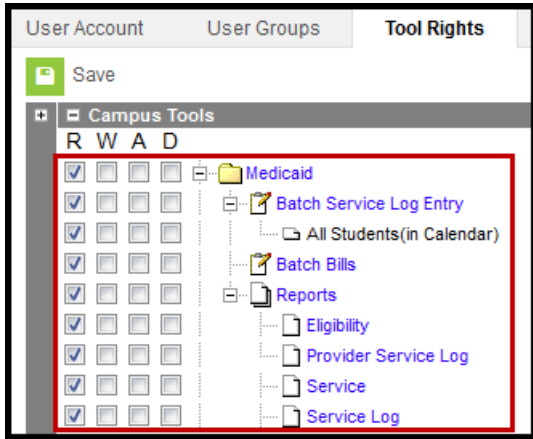 User Account User Groups Tool Rights
Save
Campus Tools
R W A D
Medicaid
Batch Service Log Entry
All Students(in Calendar)
Batch Bills
Reports
Eligibility
Provider Service Log
Service
Service Log